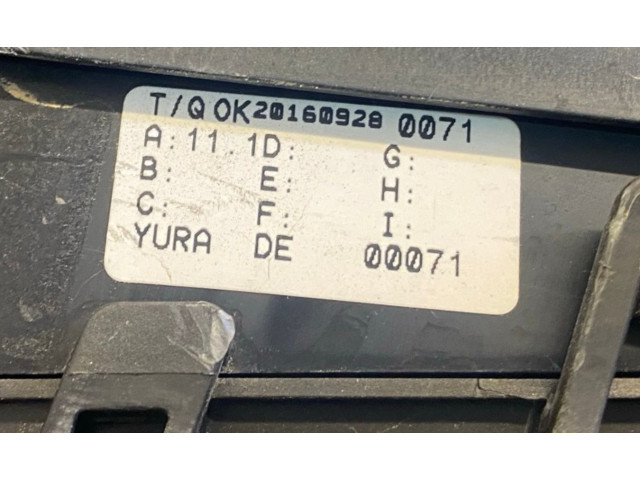 T/Q OK20160928 0071
A:11.1D: G:
B: E: H:
C: F: I:
YURA DE 00071